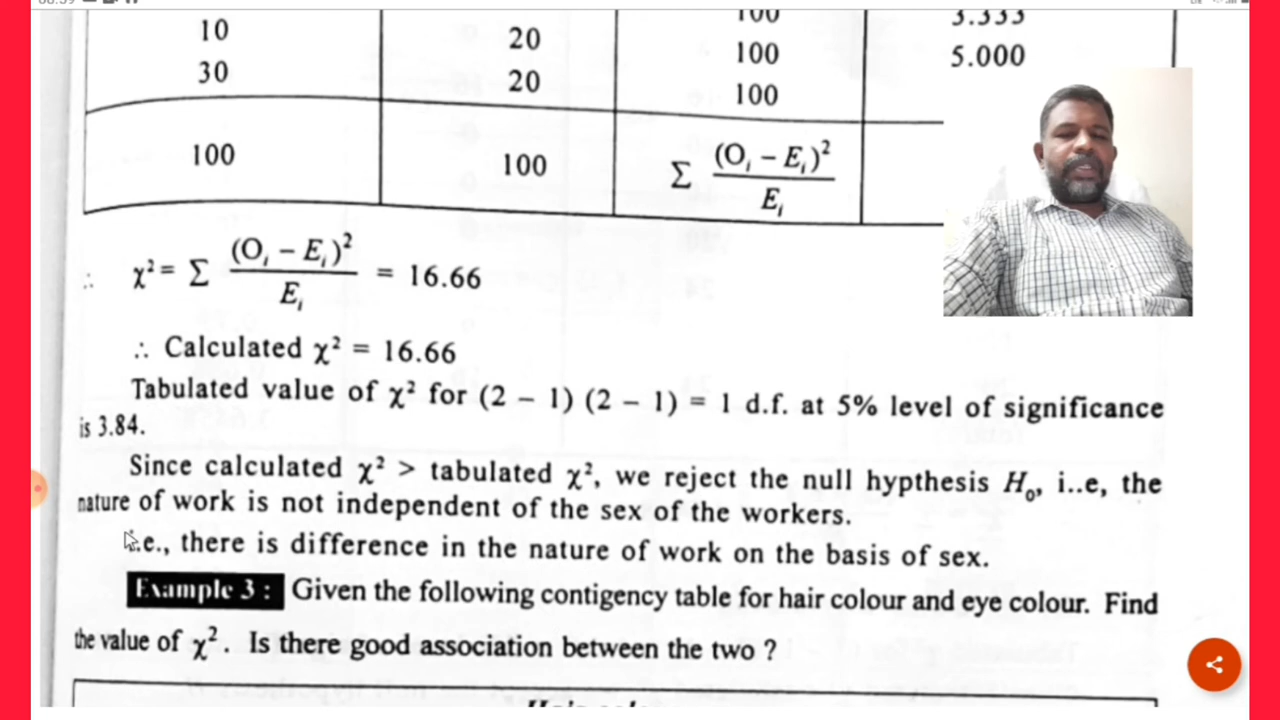 10 20 100 3.333
30 20 100 5.000
100
100 100 Σ (Oᵢ – Eᵢ)² / Eᵢ
∴ χ² = Σ (Oᵢ – Eᵢ)² / Eᵢ = 16.66
∴ Calculated χ² = 16.66
Tabulated value of χ² for (2 – 1) (2 – 1) = 1 d.f. at 5% level of significance
is 3.84.
Since calculated χ² > tabulated χ², we reject the null hypthesis H₀, i..e, the
nature of work is not independent of the sex of the workers.
i.e., there is difference in the nature of work on the basis of sex.
Example 3 : Given the following contigency table for hair colour and eye colour. Find
the value of χ². Is there good association between the two ?